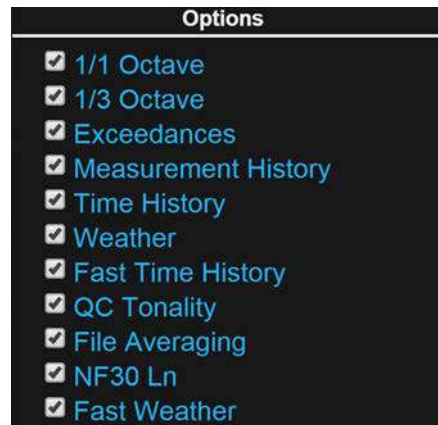 Options
1/1 Octave
1/3 Octave
Exceedances
Measurement History
Time History
Weather
Fast Time History
QC Tonality
File Averaging
NF30 Ln
Fast Weather